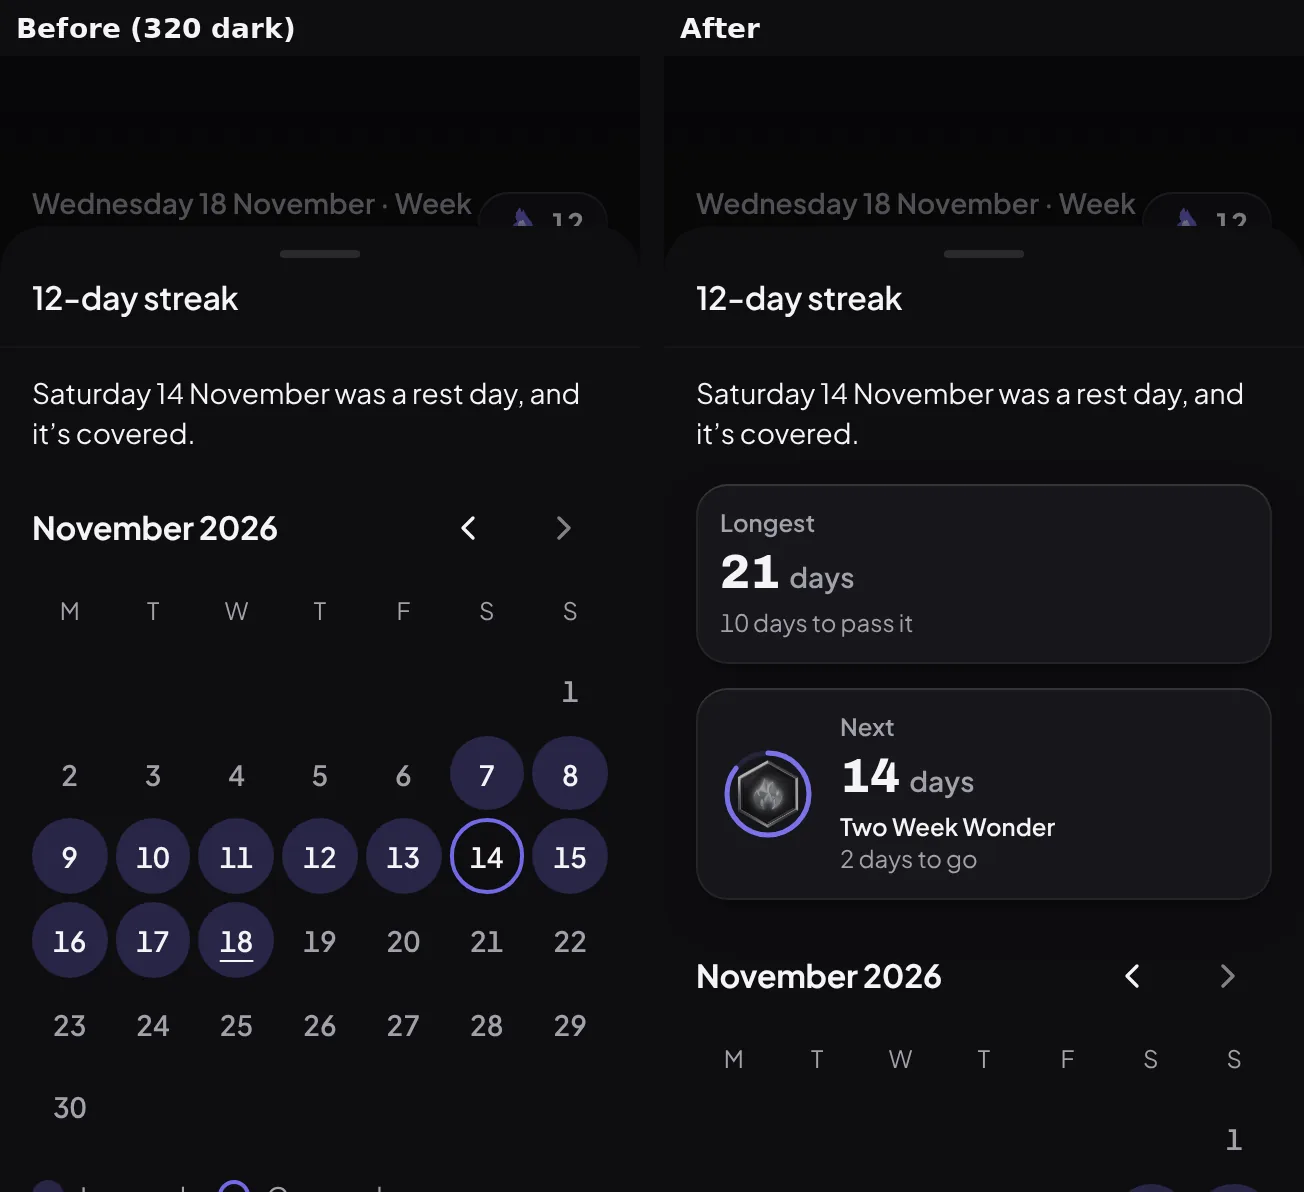 Before (320 dark)
Wednesday 18 November · Week
12
12-day streak
Saturday 14 November was a rest day, and
it’s covered.
November 2026
M T W T F S S
1
2 3 4 5 6 7 8
9 10 11 12 13 14 15
16 17 18 19 20 21 22
23 24 25 26 27 28 29
30
After
Wednesday 18 November · Week
12
12-day streak
Saturday 14 November was a rest day, and
it’s covered.
Longest
21 days
10 days to pass it
Next
14 days
Two Week Wonder
2 days to go
November 2026
M T W T F S S
1